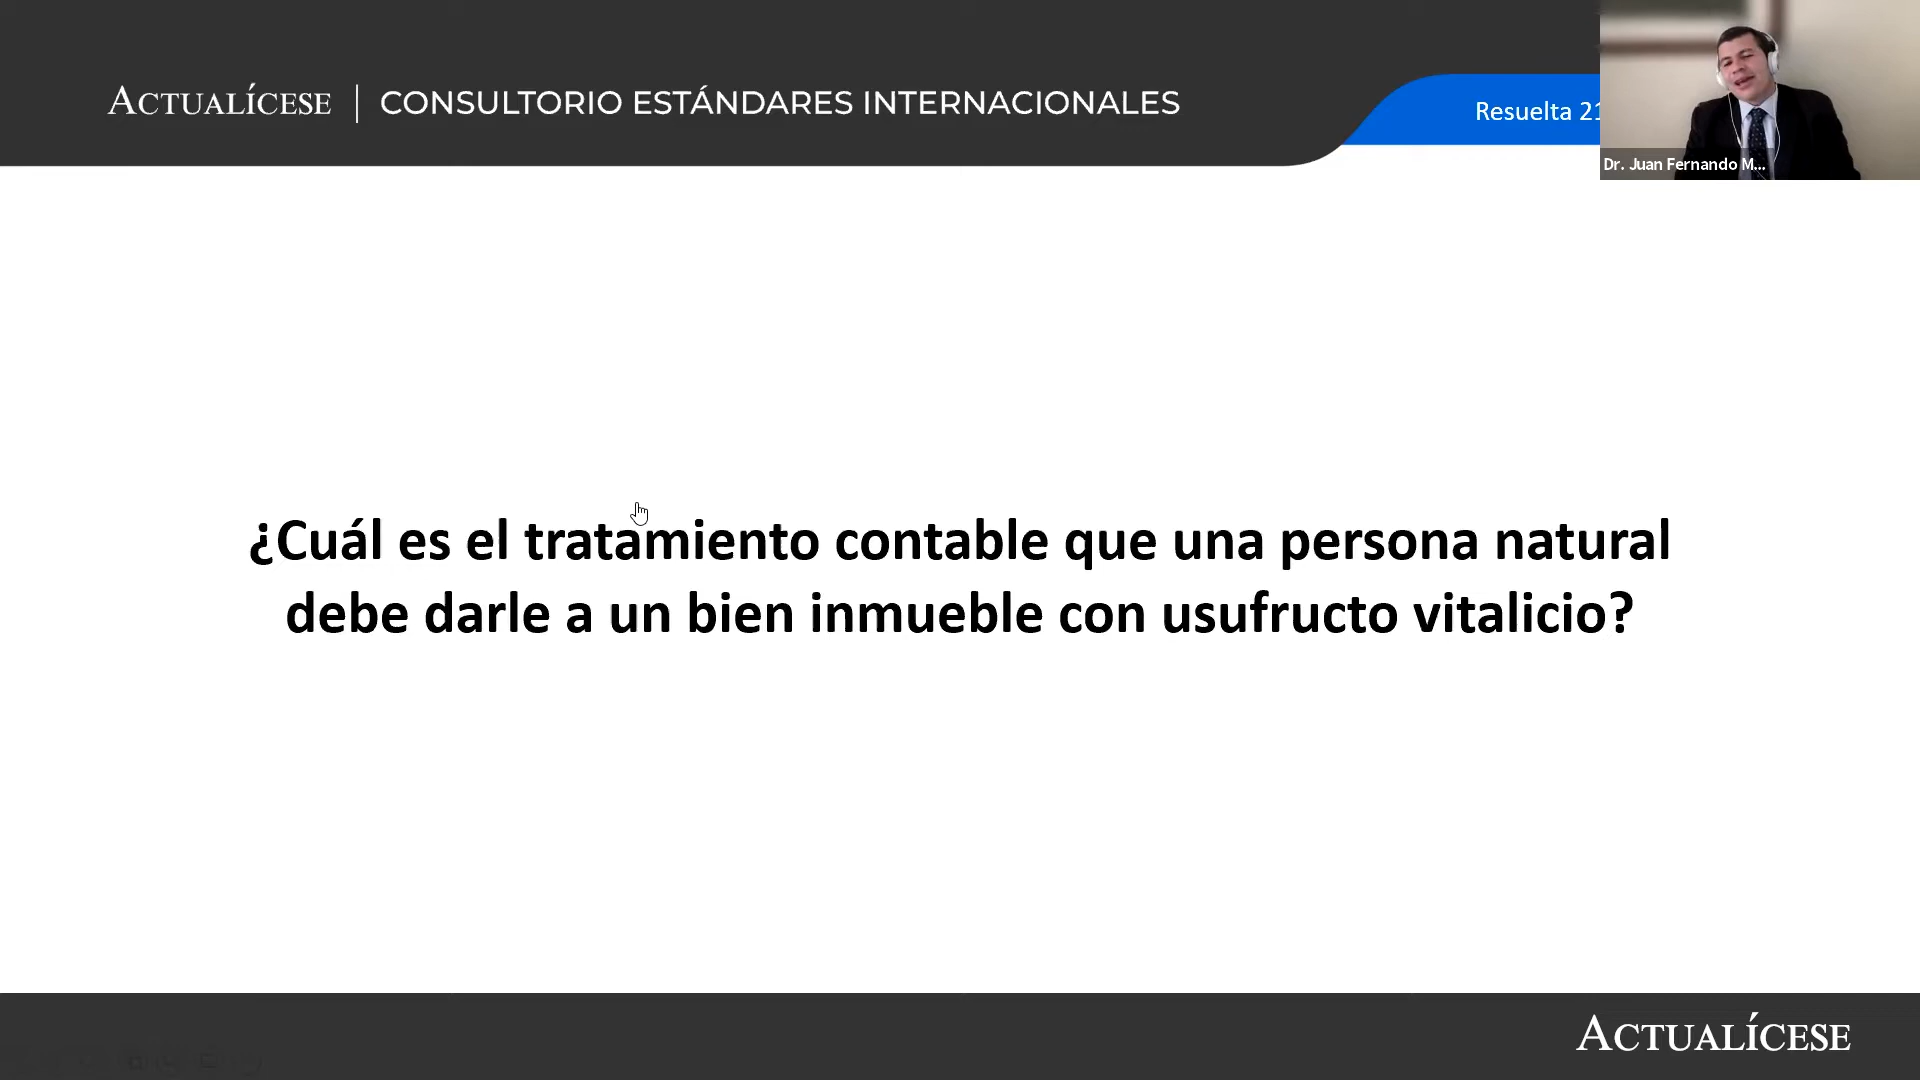 ACTUALÍCESE | CONSULTORIO ESTÁNDARES INTERNACIONALES
Resuelta 21
Dr. Juan Fernando M...
¿Cuál es el tratamiento contable que una persona natural
debe darle a un bien inmueble con usufructo vitalicio?
ACTUALÍCESE